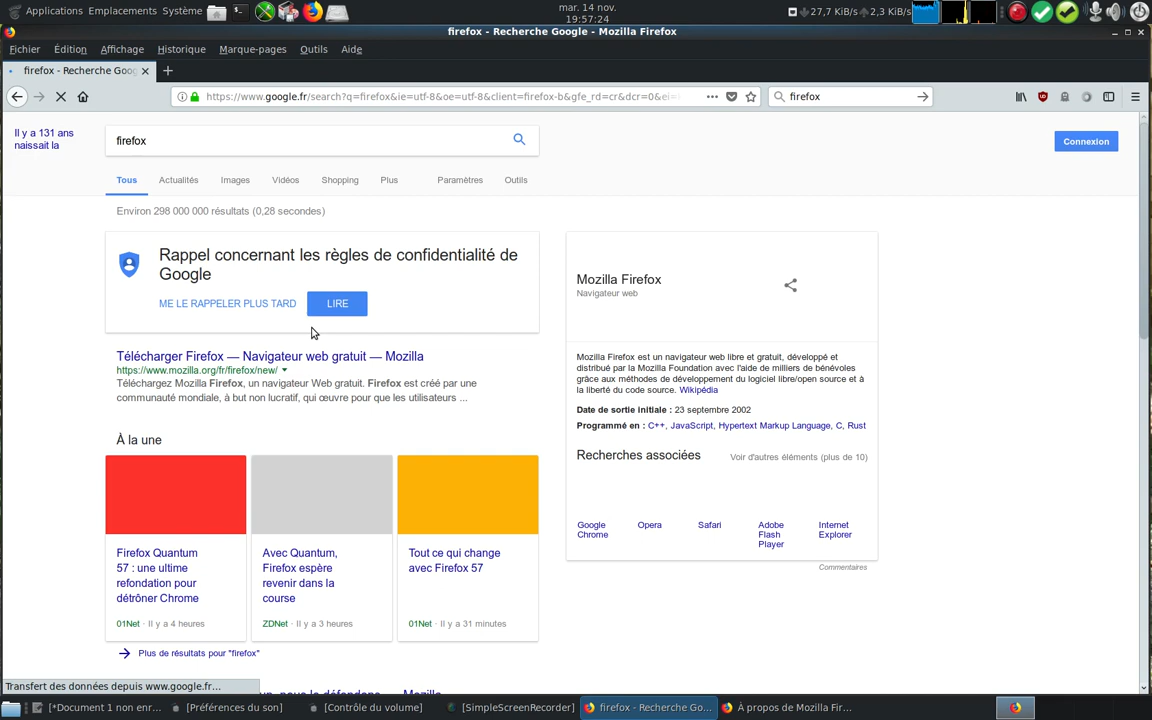 Applications Emplacements Système
mar. 14 nov.
19:57:24
27,7 KiB/s 2,3 KiB/s
firefox - Recherche Google - Mozilla Firefox
Fichier Édition Affichage Historique Marque-pages Outils Aide
firefox - Recherche Goog
https://www.google.fr/search?q=firefox&ie=utf-8&oe=utf-8&client=firefox-b&gfe_rd=cr&dcr=0&ei=
firefox
Il y a 131 ans
naissait la
firefox
Connexion
Tous Actualités Images Vidéos Shopping Plus Paramètres Outils
Environ 298 000 000 résultats (0,28 secondes)
Rappel concernant les règles de confidentialité de
Google
ME LE RAPPELER PLUS TARD LIRE
Télécharger Firefox — Navigateur web gratuit — Mozilla
https://www.mozilla.org/fr/firefox/new/
Téléchargez Mozilla Firefox, un navigateur Web gratuit. Firefox est créé par une
communauté mondiale, à but non lucratif, qui œuvre pour que les utilisateurs ...
À la une
Firefox Quantum
57 : une ultime
refondation pour
détrôner Chrome
01Net · Il y a 4 heures
Avec Quantum,
Firefox espère
revenir dans la
course
ZDNet · Il y a 3 heures
Tout ce qui change
avec Firefox 57
01Net · Il y a 31 minutes
Plus de résultats pour "firefox"
Mozilla Firefox
Navigateur web
Mozilla Firefox est un navigateur web libre et gratuit, développé et
distribué par la Mozilla Foundation avec l'aide de milliers de bénévoles
grâce aux méthodes de développement du logiciel libre/open source et à
la liberté du code source. Wikipédia
Date de sortie initiale : 23 septembre 2002
Programmé en : C++, JavaScript, Hypertext Markup Language, C, Rust
Recherches associées
Voir d'autres éléments (plus de 10)
Google
Chrome
Opera
Safari
Adobe
Flash
Player
Internet
Explorer
Commentaires
Transfert des données depuis www.google.fr…
nous la défendons Mozilla
[*Document 1 non enr... [Préférences du son] [Contrôle du volume] [SimpleScreenRecorder] firefox - Recherche Go... À propos de Mozilla Fir...